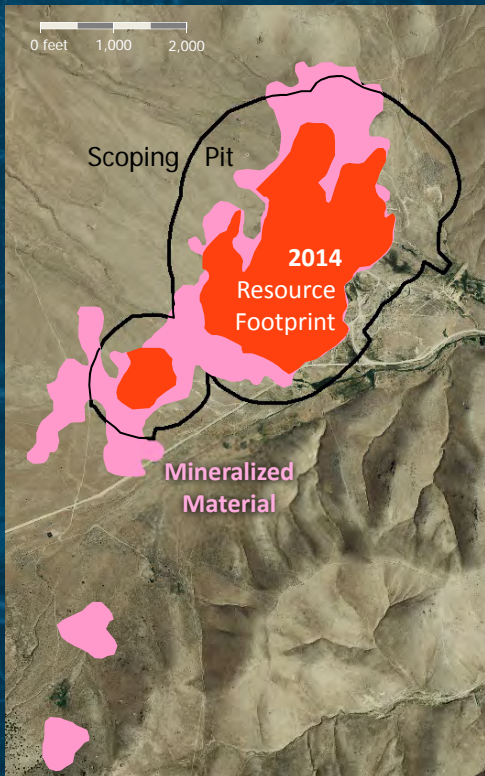 0 feet 1,000 2,000
Scoping Pit
2014
Resource
Footprint
Mineralized
Material